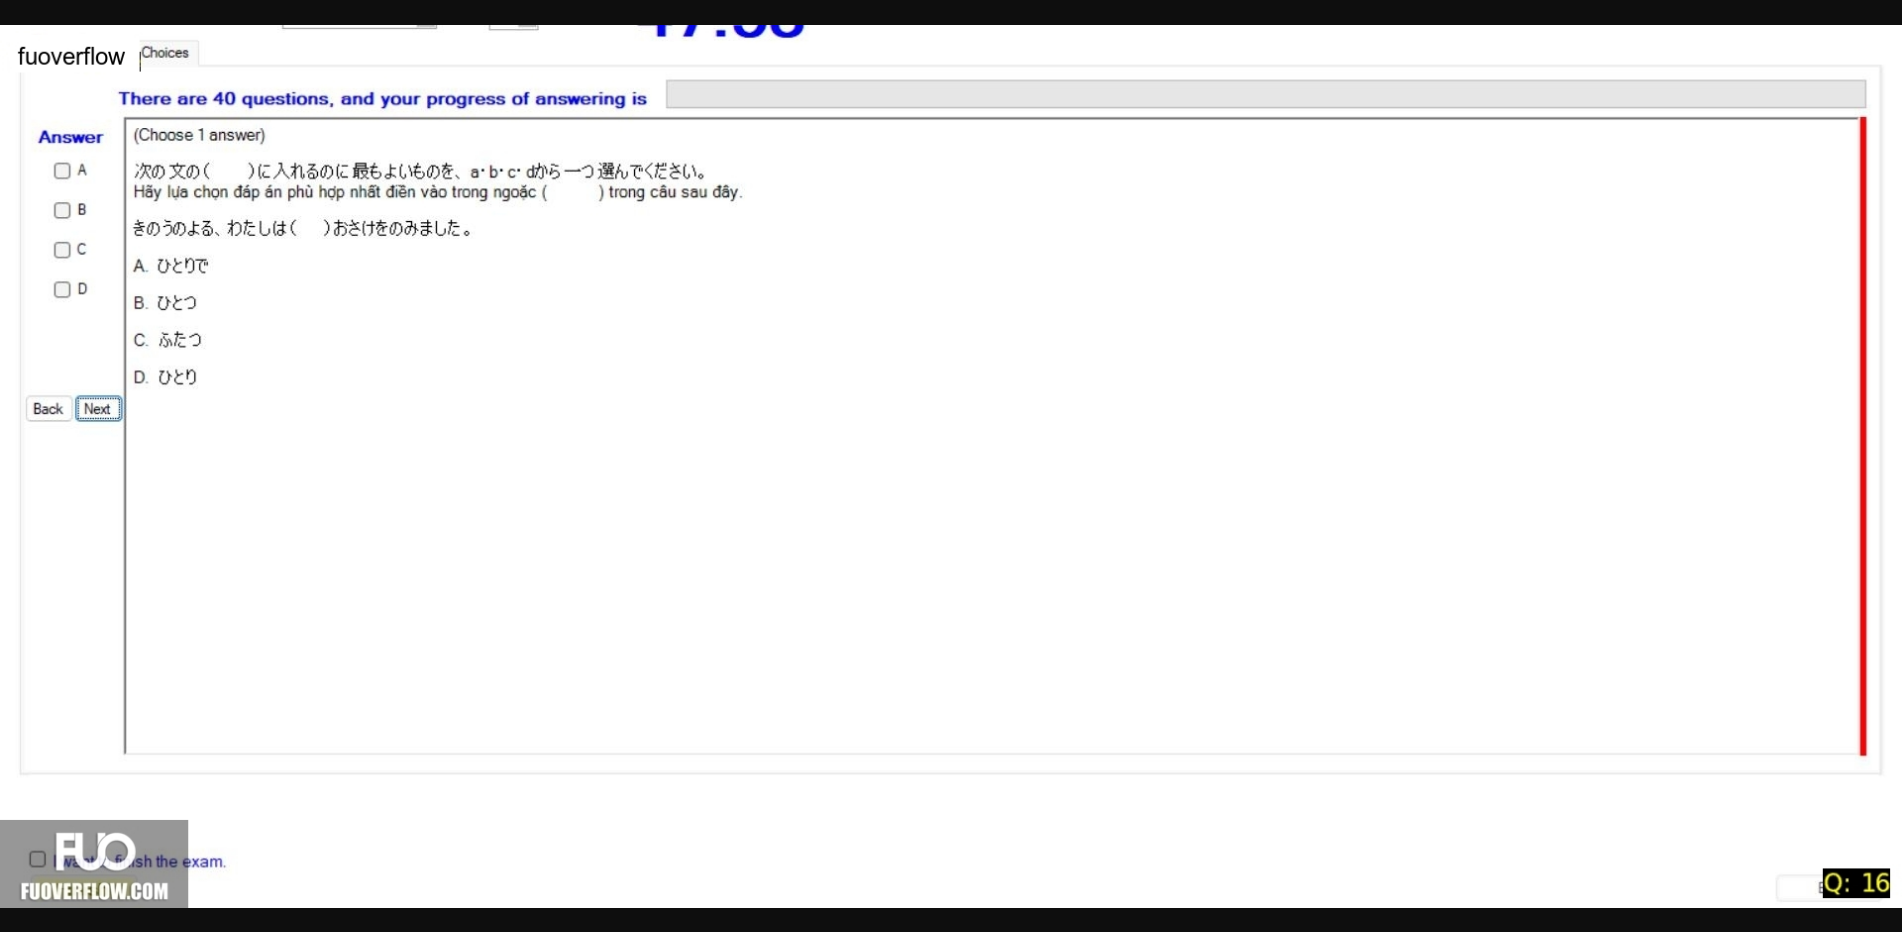 fuoverflow
Choices
There are 40 questions, and your progress of answering is
Answer
(Choose 1 answer)
A
次の文の(　　)に入れるのに最もよいものを、a・b・c・dから一つ選んでください。
Hãy lựa chọn đáp án phù hợp nhất điền vào trong ngoặc (　　) trong câu sau đây.
B
きのうのよる、わたしは(　　)おさけをのみました。
C
A. ひとりで
D
B. ひとつ
C. ふたつ
D. ひとり
Back Next
FUO
finish the exam.
FUOVERFLOW.COM
Q: 16